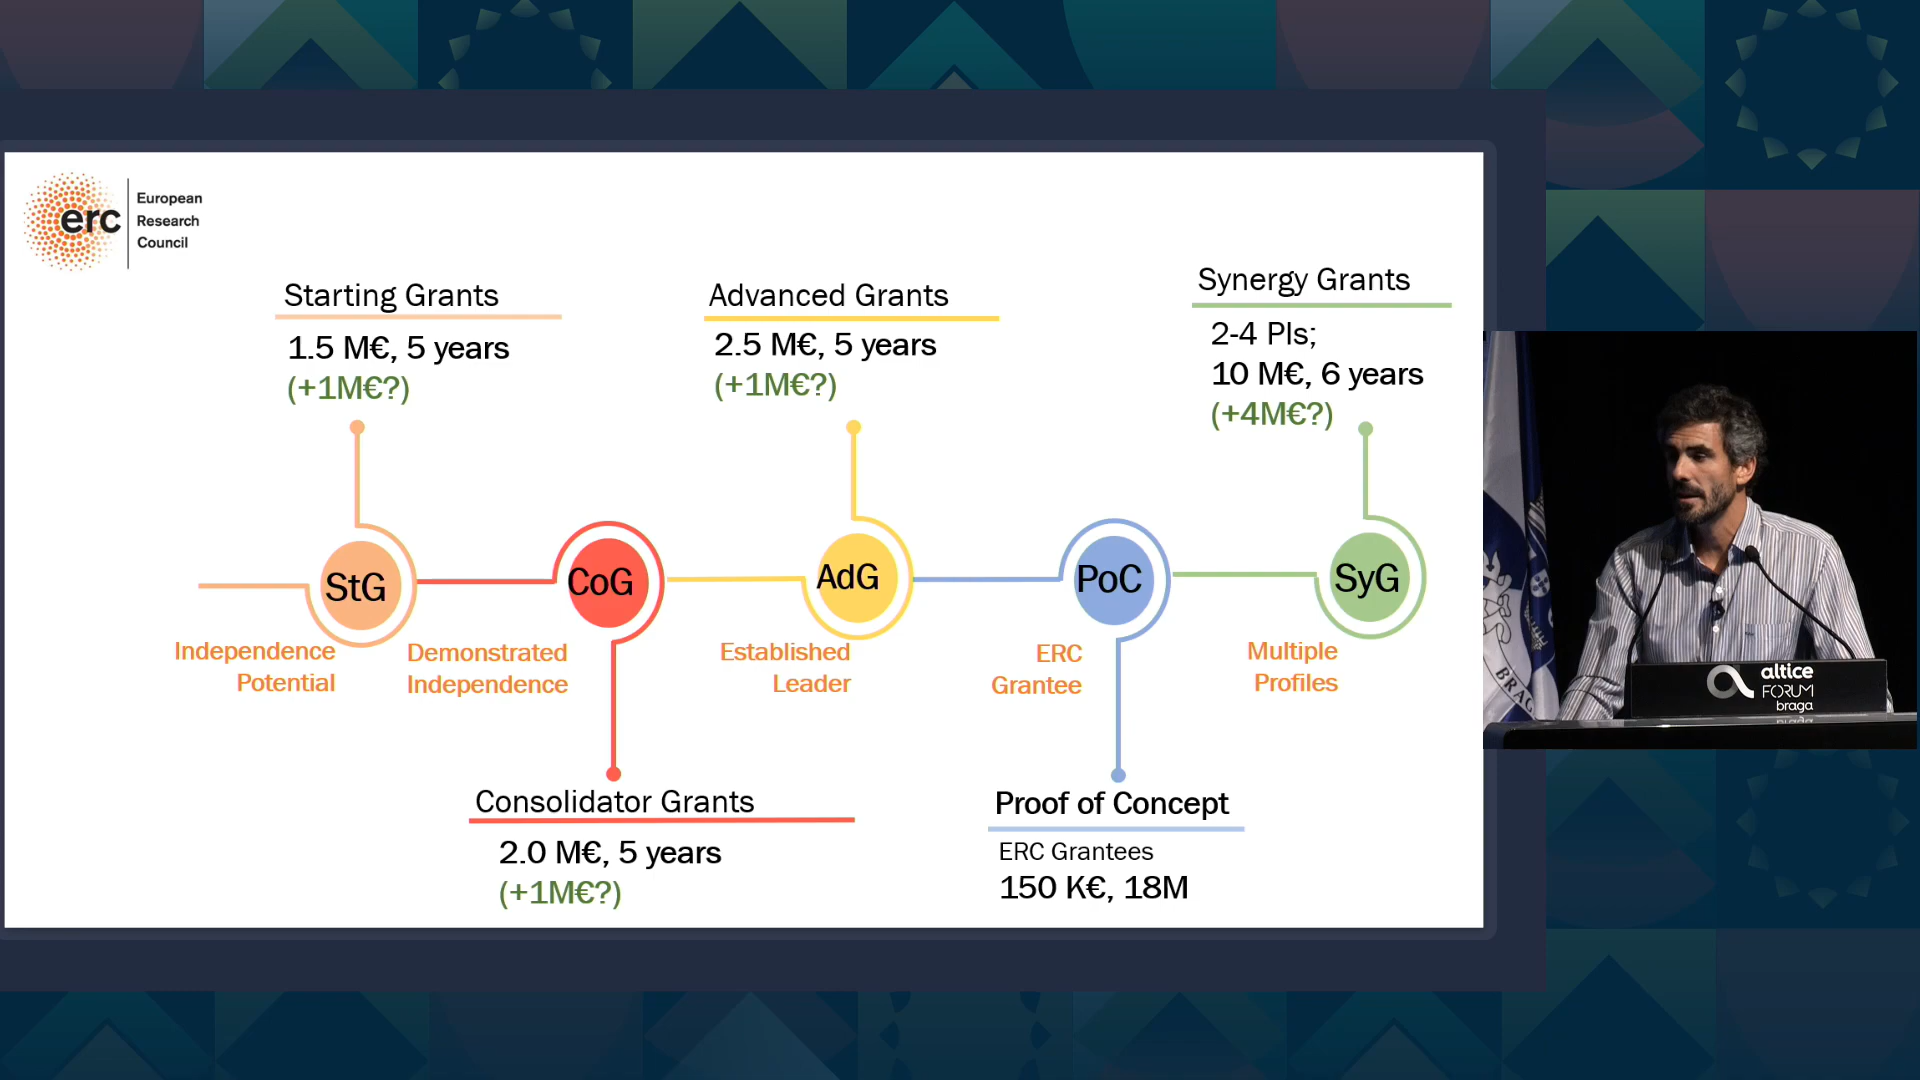 erc
European
Research
Council
Starting Grants
1.5 M€, 5 years
(+1M€?)
Advanced Grants
2.5 M€, 5 years
(+1M€?)
Synergy Grants
2-4 PIs;
10 M€, 6 years
(+4M€?)
StG
CoG
AdG
PoC
SyG
Independence
Potential
Demonstrated
Independence
Established
Leader
ERC
Grantee
Multiple
Profiles
Consolidator Grants
2.0 M€, 5 years
(+1M€?)
Proof of Concept
ERC Grantees
150 K€, 18M
altice
FORUM
braga